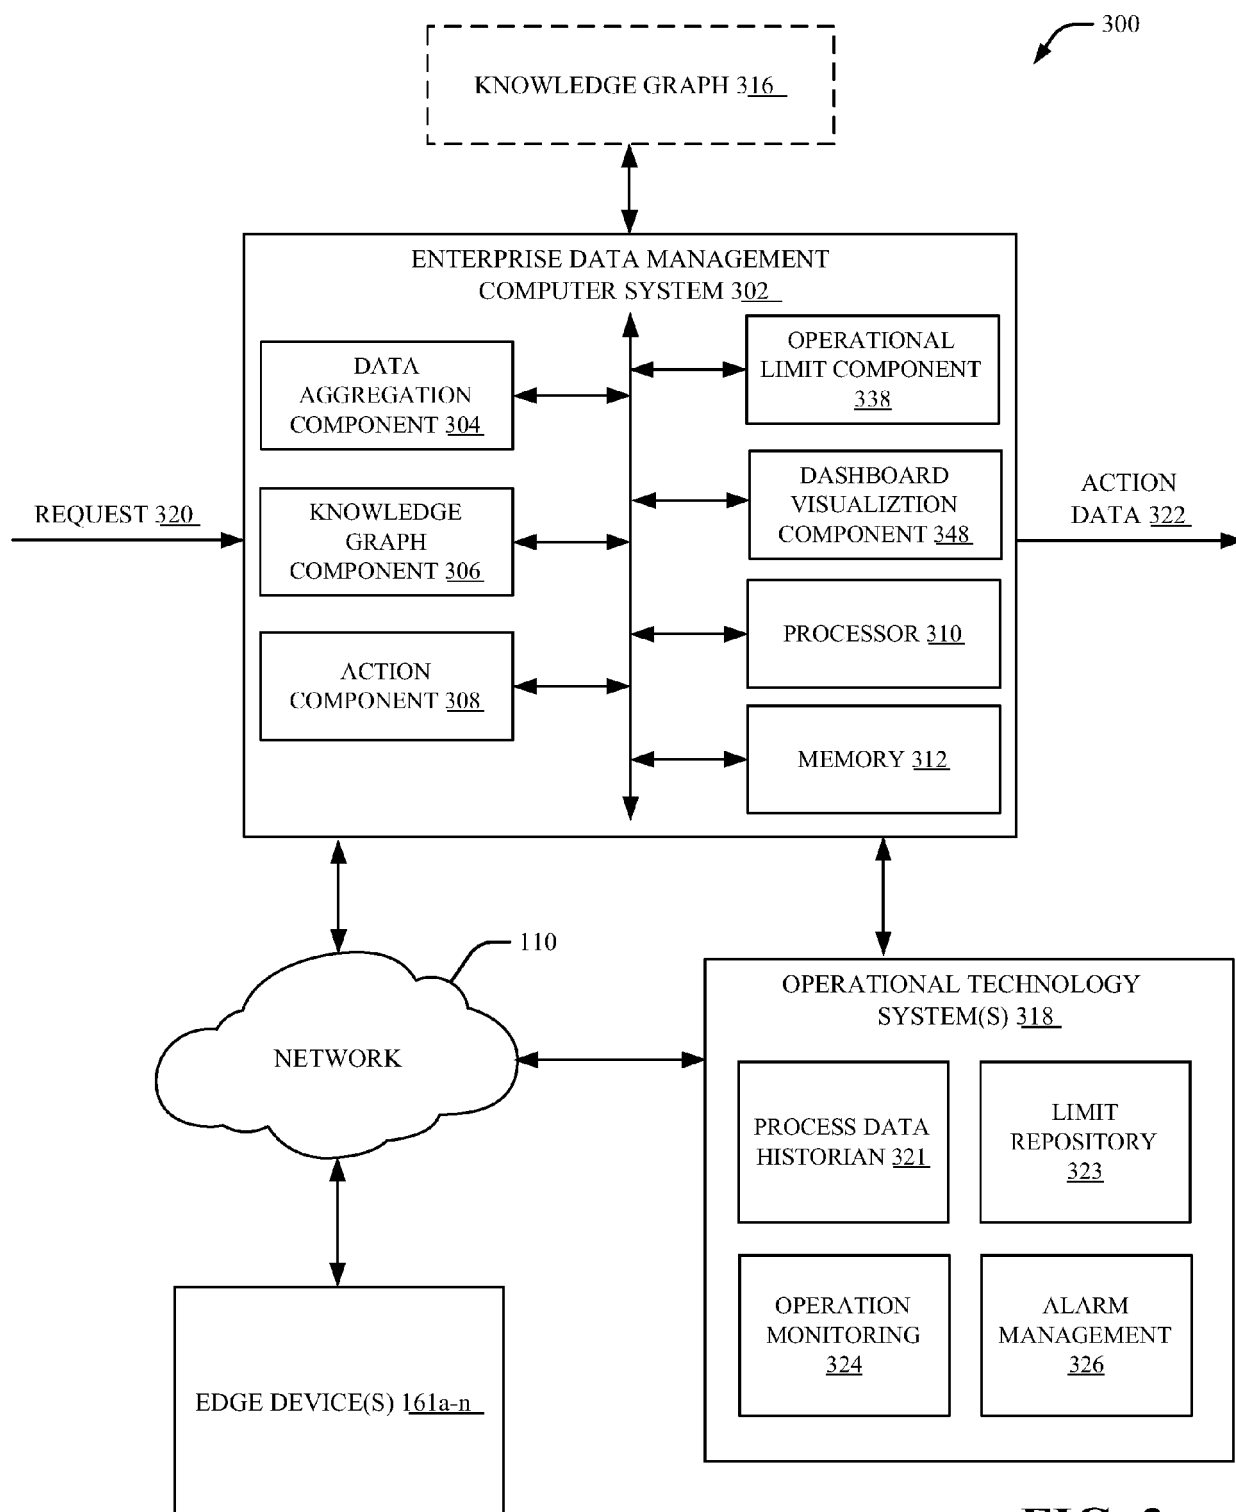 300
KNOWLEDGE GRAPH 316
ENTERPRISE DATA MANAGEMENT
COMPUTER SYSTEM 302
DATA
AGGREGATION
COMPONENT 304
OPERATIONAL
LIMIT COMPONENT
338
REQUEST 320
KNOWLEDGE
GRAPH
COMPONENT 306
DASHBOARD
VISUALIZTION
COMPONENT 348
ACTION
DATA 322
ACTION
COMPONENT 308
PROCESSOR 310
MEMORY 312
110
NETWORK
OPERATIONAL TECHNOLOGY
SYSTEM(S) 318
PROCESS DATA
HISTORIAN 321
LIMIT
REPOSITORY
323
OPERATION
MONITORING
324
ALARM
MANAGEMENT
326
EDGE DEVICE(S) 161a-n